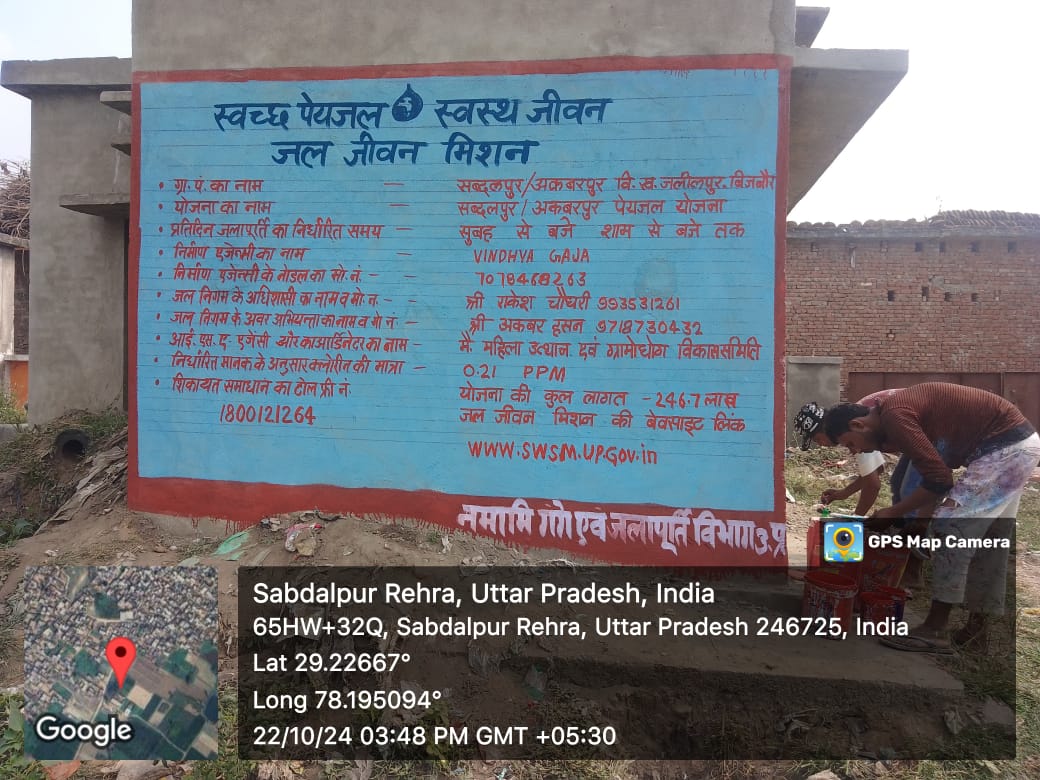 स्वच्छ पेयजल स्वस्थ जीवन
जल जीवन मिशन
• ग्रा. पं. का नाम — सब्दलपुर/अकबरपुर वि. ख. जलीलपुर, बिजनौर
• योजना का नाम — सब्दलपुर/अकबरपुर पेयजल योजना
• प्रतिदिन जलापूर्ति का निर्धारित समय — सुबह से बजे शाम से बजे तक
• निर्माण एजेन्सी का नाम — VINDHYA GAJA
• निर्माण एजेन्सी के नोडल का मो. नं. - 7078468263
• जल निगम के अधिशासी का नाम व मो. न. - श्री राकेश चौधरी 993531261
• जल निगम के अवर अभियन्ता का नाम व मो नं - श्री अकबर हसन 9718730432
• आई. एस. ए. एजेंसी और काआर्डिनेटर का नाम - मै. महिला उत्थान एवं ग्रामोद्योग विकास समिति
• निर्धारित मानक के अनुसार क्लोरीन की मात्रा - 0.21 PPM
• शिकायत समाधान का टोल फ्री नं. योजना की कुल लागत - 246.7 लाख
1800121264 जल जीवन मिशन की बेवसाइट लिंक
WWW.SWSM.UP.Gov.in
नमामि गंगे एवं जलापूर्ति विभाग उ. प्र
GPS Map Camera
Sabdalpur Rehra, Uttar Pradesh, India
65HW+32Q, Sabdalpur Rehra, Uttar Pradesh 246725, India
Lat 29.22667°
Long 78.195094°
22/10/24 03:48 PM GMT +05:30
Google